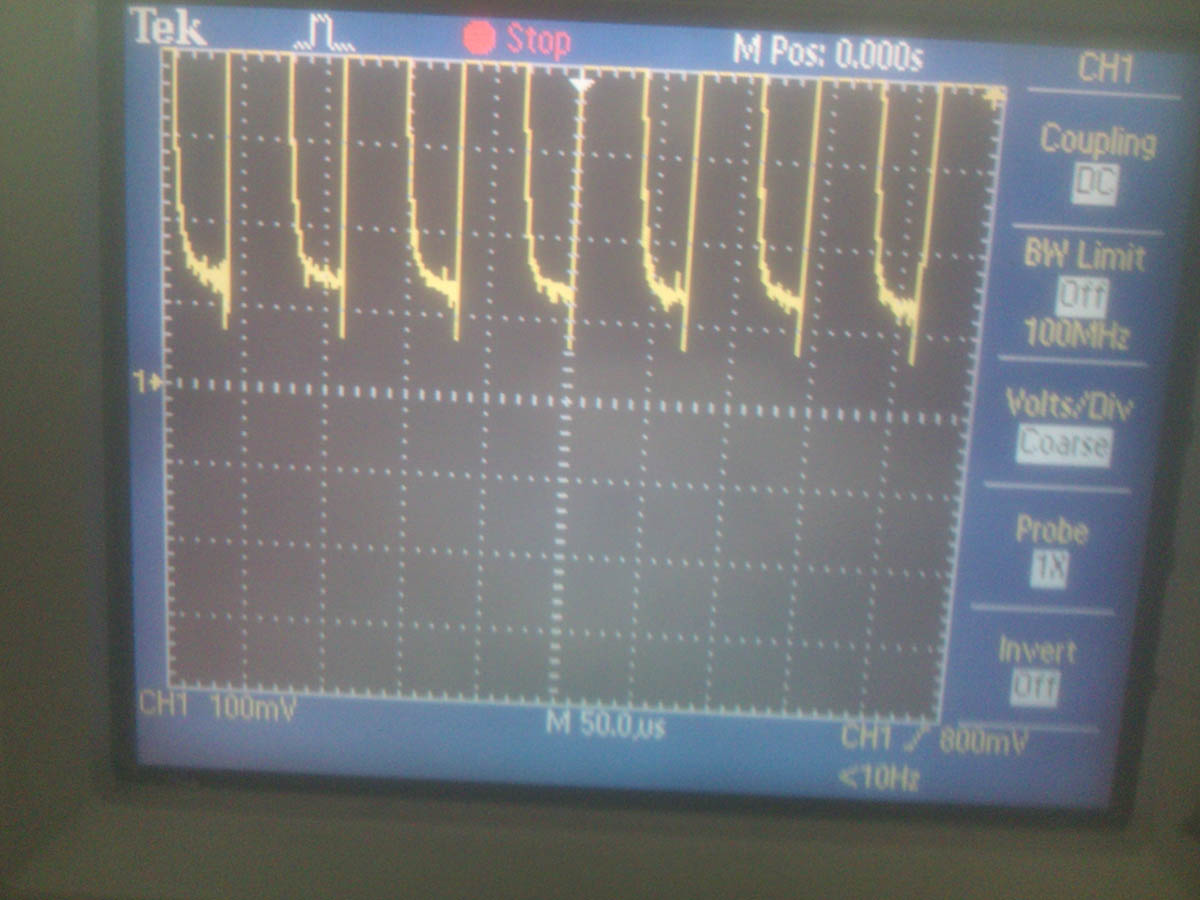 Tek Stop M Pos: 0.000s CH1
Coupling
DC
BW Limit
Off
100MHz
1
Volts/Div
Coarse
Probe
1X
Invert
Off
CH1 100mV M 50.0µs CH1 800mV
<10Hz